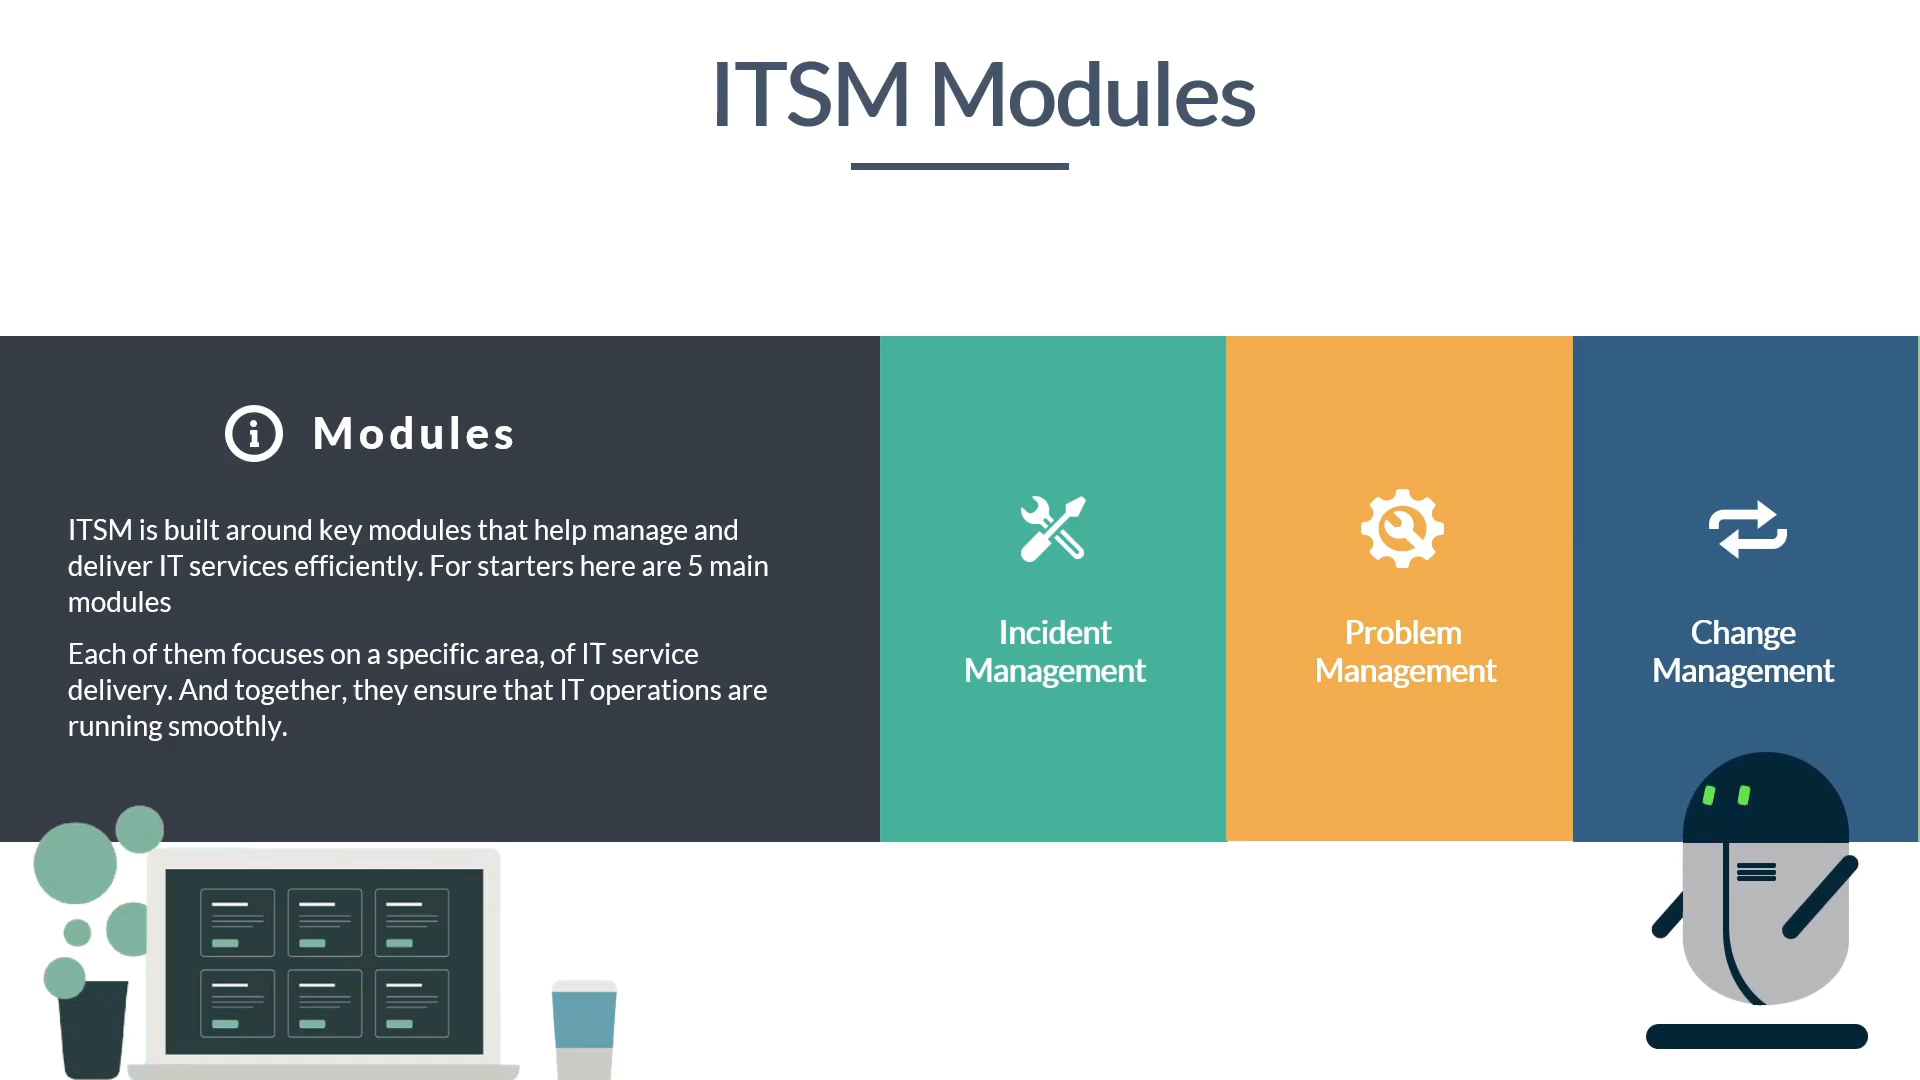 ITSM Modules
Modules
ITSM is built around key modules that help manage and
deliver IT services efficiently. For starters here are 5 main
modules
Each of them focuses on a specific area, of IT service
delivery. And together, they ensure that IT operations are
running smoothly.
Incident
Management
Problem
Management
Change
Management